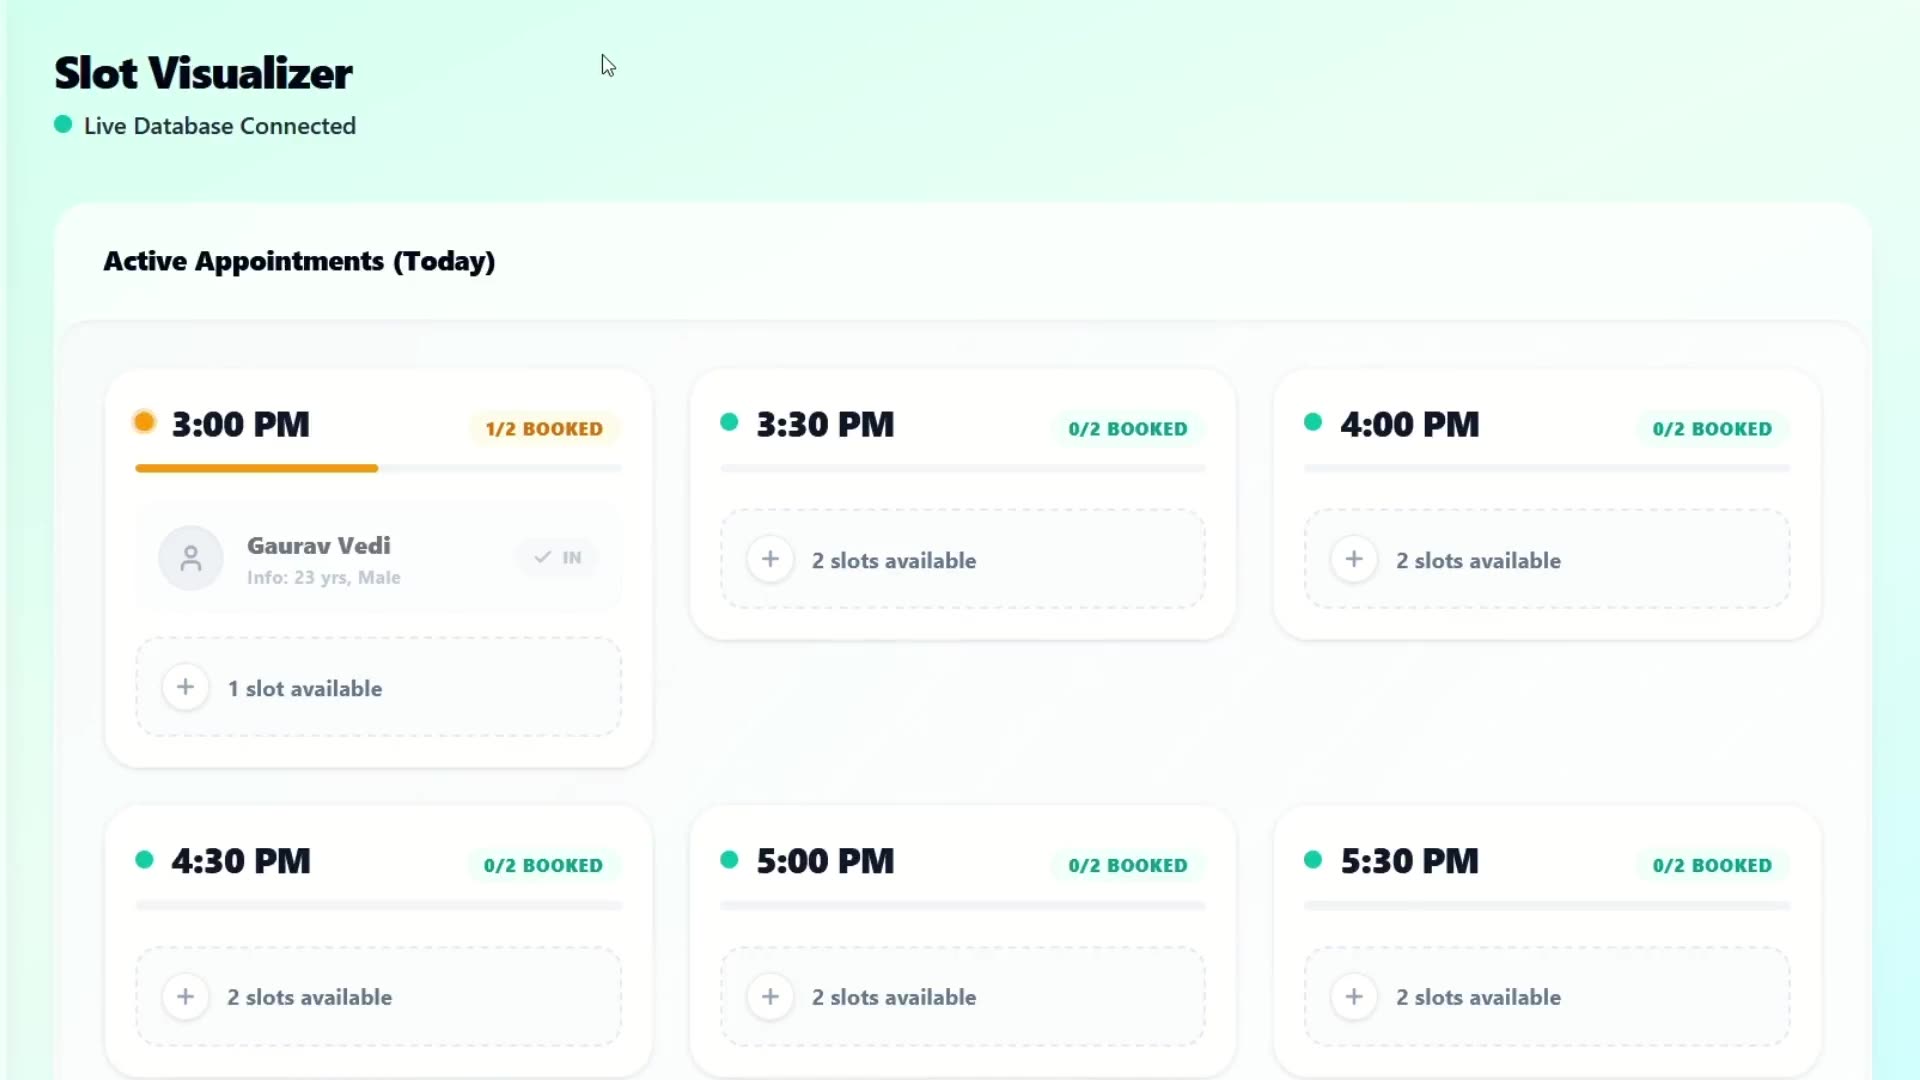 Slot Visualizer
Live Database Connected
Active Appointments (Today)
3:00 PM
1/2 BOOKED
Gaurav Vedi
Info: 23 yrs, Male
IN
1 slot available
3:30 PM
0/2 BOOKED
2 slots available
4:00 PM
0/2 BOOKED
2 slots available
4:30 PM
0/2 BOOKED
2 slots available
5:00 PM
0/2 BOOKED
2 slots available
5:30 PM
0/2 BOOKED
2 slots available